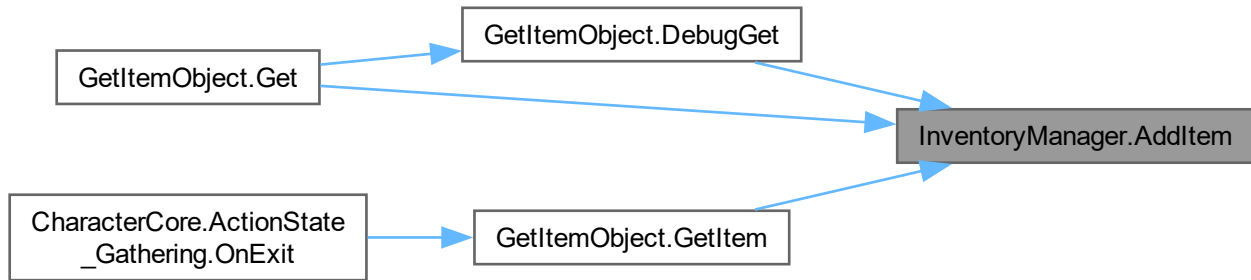 GetItemObject.DebugGet
GetItemObject.Get
InventoryManager.AddItem
CharacterCore.ActionState
_Gathering.OnExit
GetItemObject.GetItem